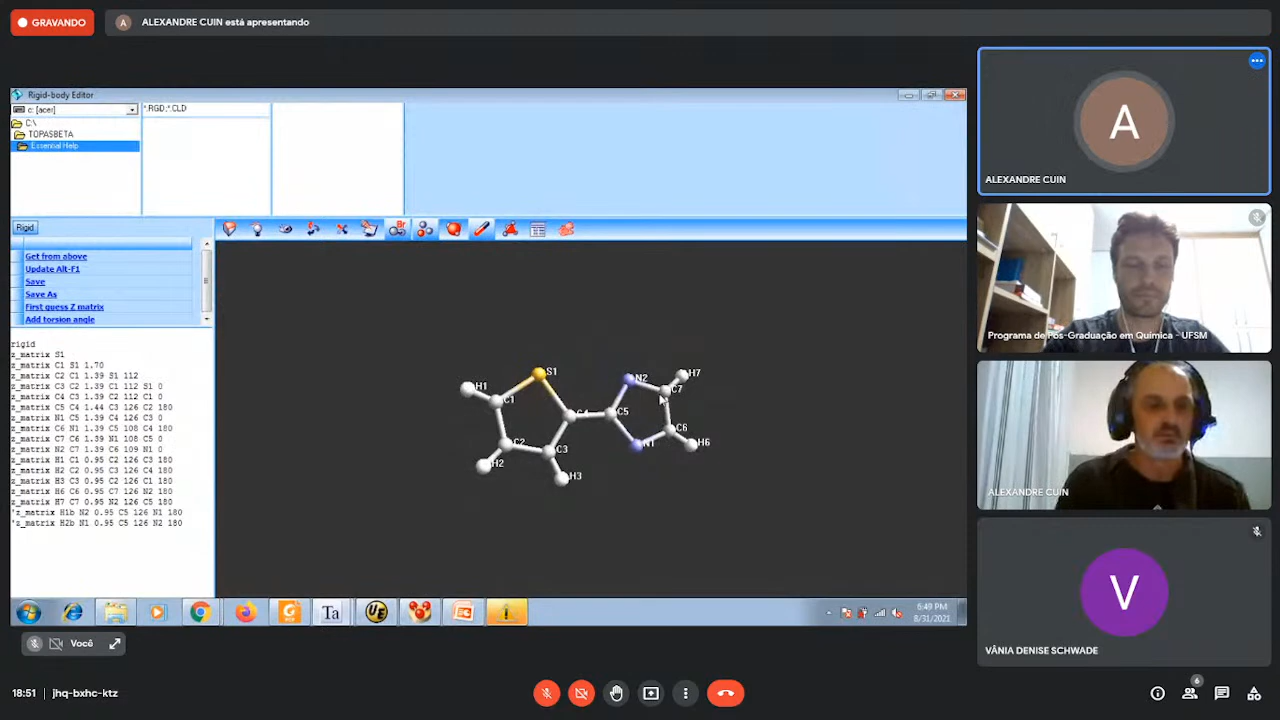 GRAVANDO
A
ALEXANDRE CUIN está apresentando
Rigid-body Editor
c: [acer]
*.RGD;*.CLD
C:\
TOPASBETA
Essential Help
Rigid
Br
Get from above
Update Alt-F1
Save
Save As
First guess Z matrix
Add torsion angle
rigid
z_matrix S1
z_matrix C1 S1 1.70
z_matrix C2 C1 1.39 S1 112
z_matrix C3 C2 1.39 C1 112 S1 0
z_matrix C4 C3 1.39 C2 112 C1 0
z_matrix C5 C4 1.44 C3 126 C2 180
z_matrix N1 C5 1.39 C4 126 C3 0
z_matrix C6 N1 1.39 C5 108 C4 180
z_matrix C7 C6 1.39 N1 108 C5 0
z_matrix N2 C7 1.39 C6 109 N1 0
z_matrix H1 C1 0.95 C2 126 C3 180
z_matrix H2 C2 0.95 C3 126 C4 180
z_matrix H3 C3 0.95 C2 126 C1 180
z_matrix H6 C6 0.95 C7 126 N2 180
z_matrix H7 C7 0.95 N2 126 C5 180
'z_matrix H1b N2 0.95 C5 126 N1 180
'z_matrix H2b N1 0.95 C5 126 N2 180
S1
N2
H7
H1
C7
C1
C4
C5
C6
C2
C3
N1
H6
H2
H3
Ta
UE
6:49 PM
8/31/2021
Você
18:51 jhq-bxhc-ktz
6
A
ALEXANDRE CUIN
Programa de Pós-Graduação em Química - UFSM
ALEXANDRE CUIN
V
VÂNIA DENISE SCHWADE